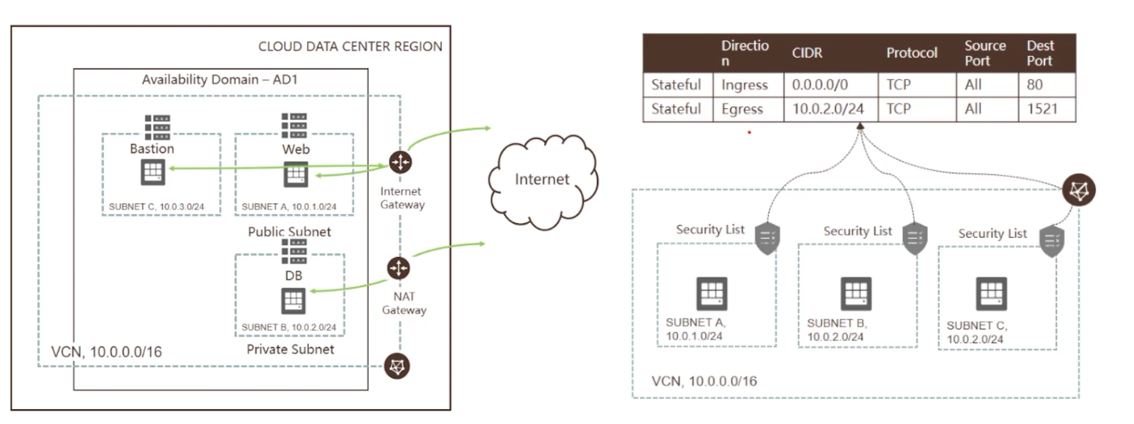 CLOUD DATA CENTER REGION
Availability Domain – AD1
Bastion
Web
SUBNET C, 10.0.3.0/24
SUBNET A, 10.0.1.0/24
Internet
Gateway
Public Subnet
DB
NAT
Gateway
SUBNET B, 10.0.2.0/24
VCN, 10.0.0.0/16
Private Subnet
Internet
Directio
n
CIDR
Protocol
Source
Port
Dest
Port
Stateful Ingress 0.0.0.0/0 TCP All 80
Stateful Egress 10.0.2.0/24 TCP All 1521
Security List
Security List
Security List
SUBNET A,
10.0.1.0/24
SUBNET B,
10.0.2.0/24
SUBNET C,
10.0.2.0/24
VCN, 10.0.0.0/16